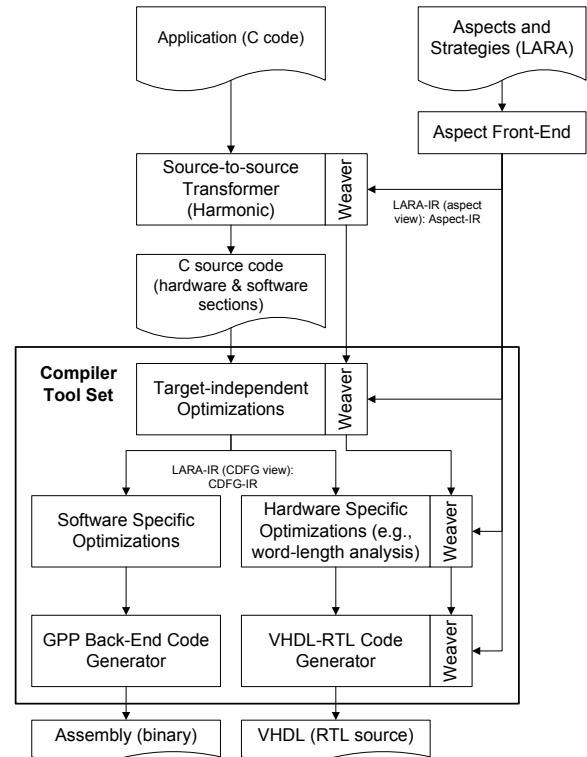 Application (C code)
Aspects and
Strategies (LARA)
Aspect Front-End
Source-to-source
Transformer
(Harmonic)
Weaver
LARA-IR (aspect
view): Aspect-IR
C source code
(hardware & software
sections)
Compiler
Tool Set
Target-independent
Optimizations
Weaver
LARA-IR (CDFG view):
CDFG-IR
Software Specific
Optimizations
Hardware Specific
Optimizations (e.g.,
word-length analysis)
Weaver
GPP Back-End Code
Generator
VHDL-RTL Code
Generator
Weaver
Assembly (binary)
VHDL (RTL source)